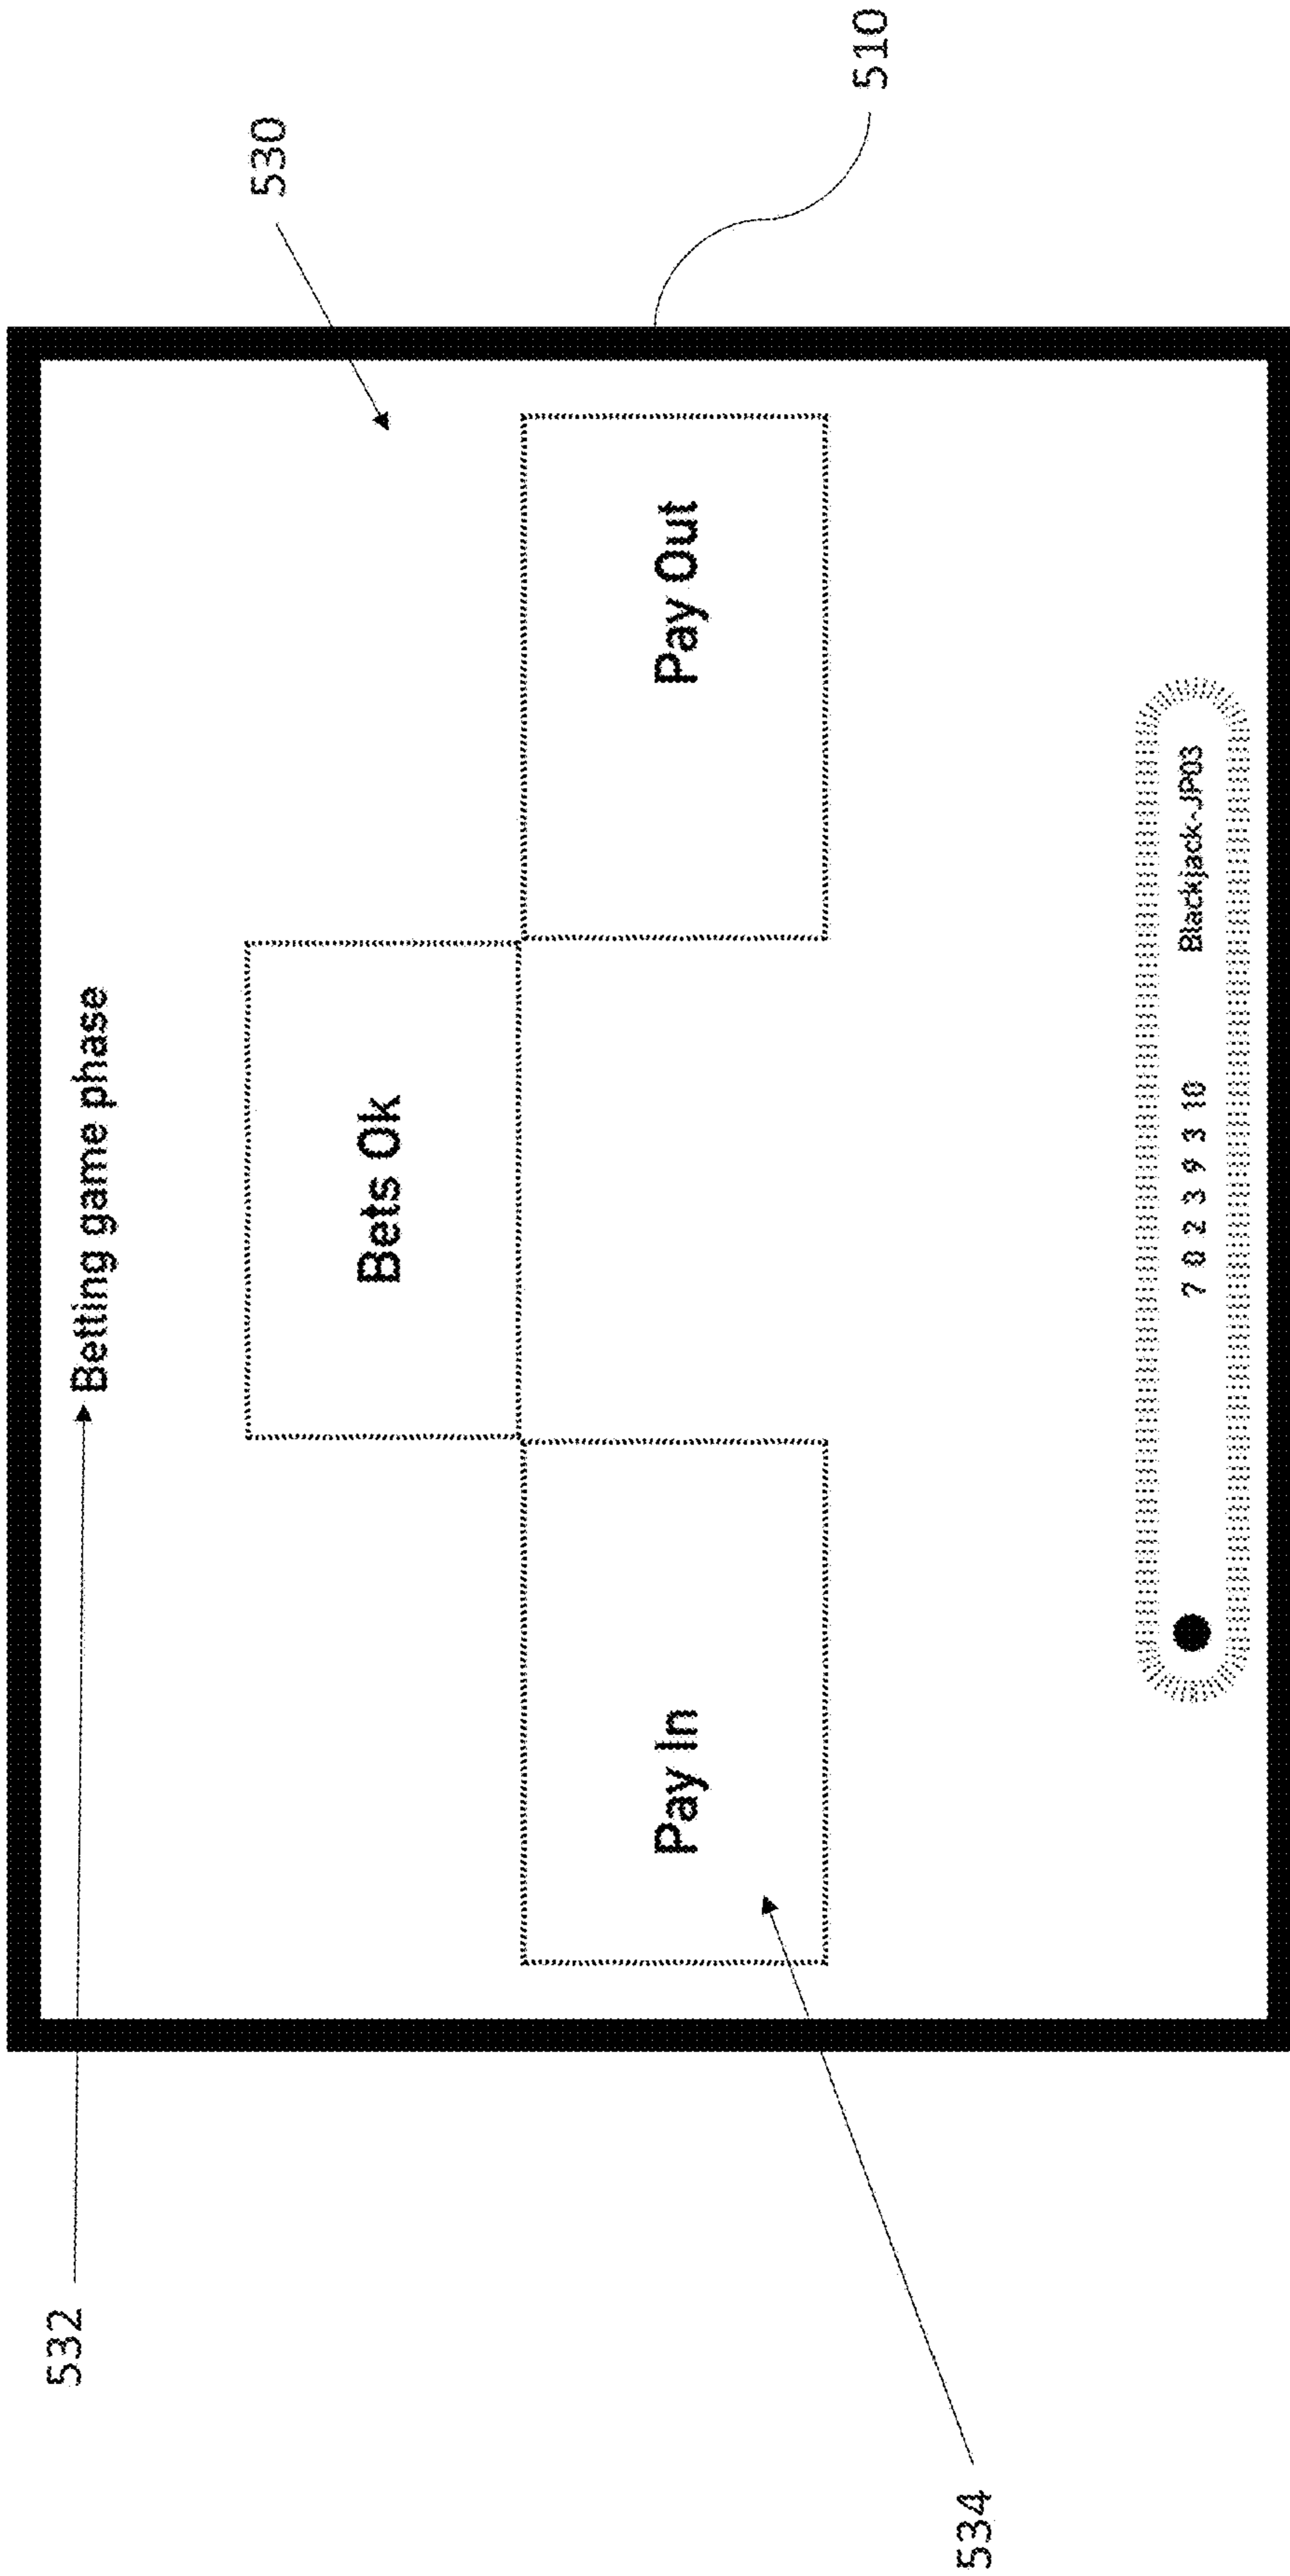 532
Betting game phase
530
Bets Ok
Pay In
Pay Out
510
534
7 0 2 3 9 3 10
Blackjack-JP03